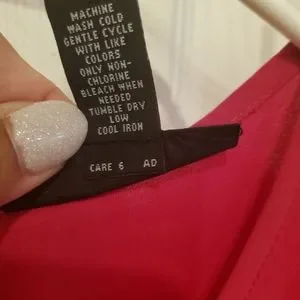 MACHINE
WASH COLD
GENTLE CYCLE
WITH LIKE
COLORS
ONLY NON-
CHLORINE
BLEACH WHEN
NEEDED
TUMBLE DRY
LOW
COOL IRON
CARE 6 AD